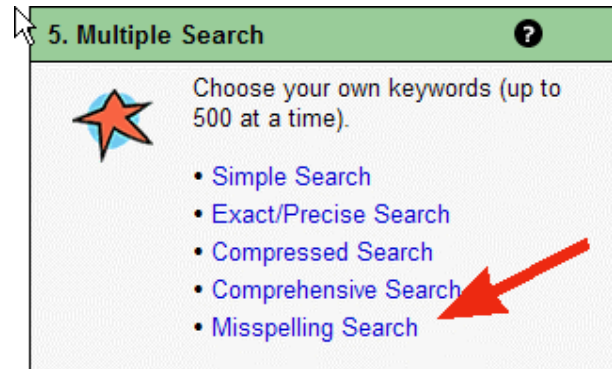 5. Multiple Search ?
Choose your own keywords (up to
500 at a time).
• Simple Search
• Exact/Precise Search
• Compressed Search
• Comprehensive Search
• Misspelling Search